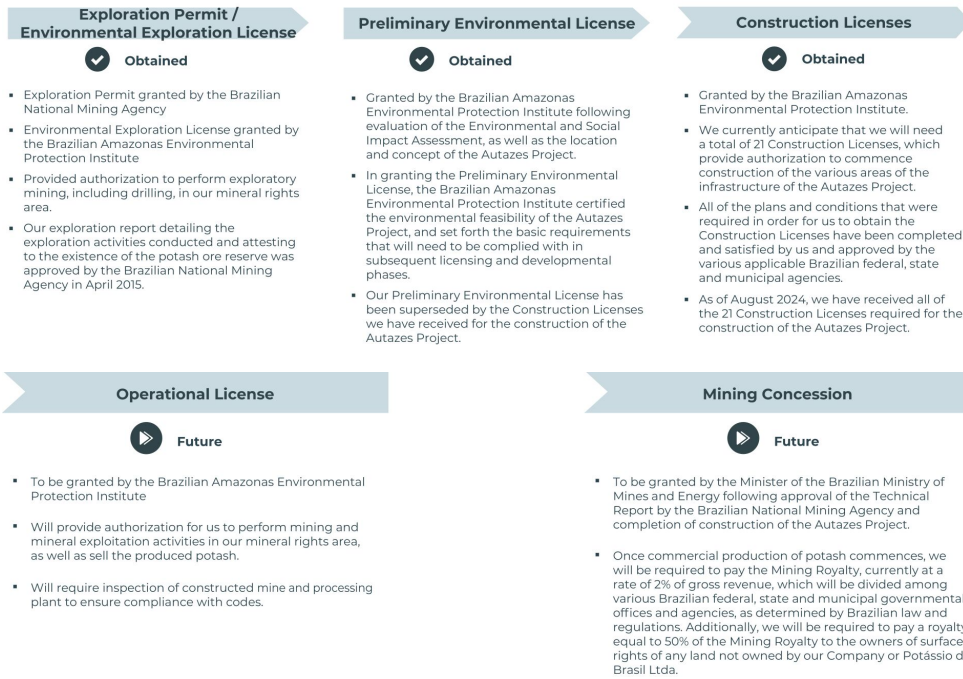 Exploration Permit /
Environmental Exploration License
Obtained
▪ Exploration Permit granted by the Brazilian
National Mining Agency
▪ Environmental Exploration License granted by
the Brazilian Amazonas Environmental
Protection Institute
▪ Provided authorization to perform exploratory
mining, including drilling, in our mineral rights
area.
▪ Our exploration report detailing the
exploration activities conducted and attesting
to the existence of the potash ore reserve was
approved by the Brazilian National Mining
Agency in April 2015.
Preliminary Environmental License
Obtained
▪ Granted by the Brazilian Amazonas
Environmental Protection Institute following
evaluation of the Environmental and Social
Impact Assessment, as well as the location
and concept of the Autazes Project.
▪ In granting the Preliminary Environmental
License, the Brazilian Amazonas
Environmental Protection Institute certified
the environmental feasibility of the Autazes
Project, and set forth the basic requirements
that will need to be complied with in
subsequent licensing and developmental
phases.
▪ Our Preliminary Environmental License has
been superseded by the Construction Licenses
we have received for the construction of the
Autazes Project.
Construction Licenses
Obtained
▪ Granted by the Brazilian Amazonas
Environmental Protection Institute.
▪ We currently anticipate that we will need
a total of 21 Construction Licenses, which
provide authorization to commence
construction of the various areas of the
infrastructure of the Autazes Project.
▪ All of the plans and conditions that were
required in order for us to obtain the
Construction Licenses have been completed
and satisfied by us and approved by the
various applicable Brazilian federal, state
and municipal agencies.
▪ As of August 2024, we have received all of
the 21 Construction Licenses required for the
construction of the Autazes Project.
Operational License
Future
▪ To be granted by the Brazilian Amazonas Environmental
Protection Institute
▪ Will provide authorization for us to perform mining and
mineral exploitation activities in our mineral rights area,
as well as sell the produced potash.
▪ Will require inspection of constructed mine and processing
plant to ensure compliance with codes.
Mining Concession
Future
▪ To be granted by the Minister of the Brazilian Ministry of
Mines and Energy following approval of the Technical
Report by the Brazilian National Mining Agency and
completion of construction of the Autazes Project.
▪ Once commercial production of potash commences, we
will be required to pay the Mining Royalty, currently at a
rate of 2% of gross revenue, which will be divided among
various Brazilian federal, state and municipal governmental
offices and agencies, as determined by Brazilian law and
regulations. Additionally, we will be required to pay a royalty
equal to 50% of the Mining Royalty to the owners of surface
rights of any land not owned by our Company or Potássio d
Brasil Ltda.